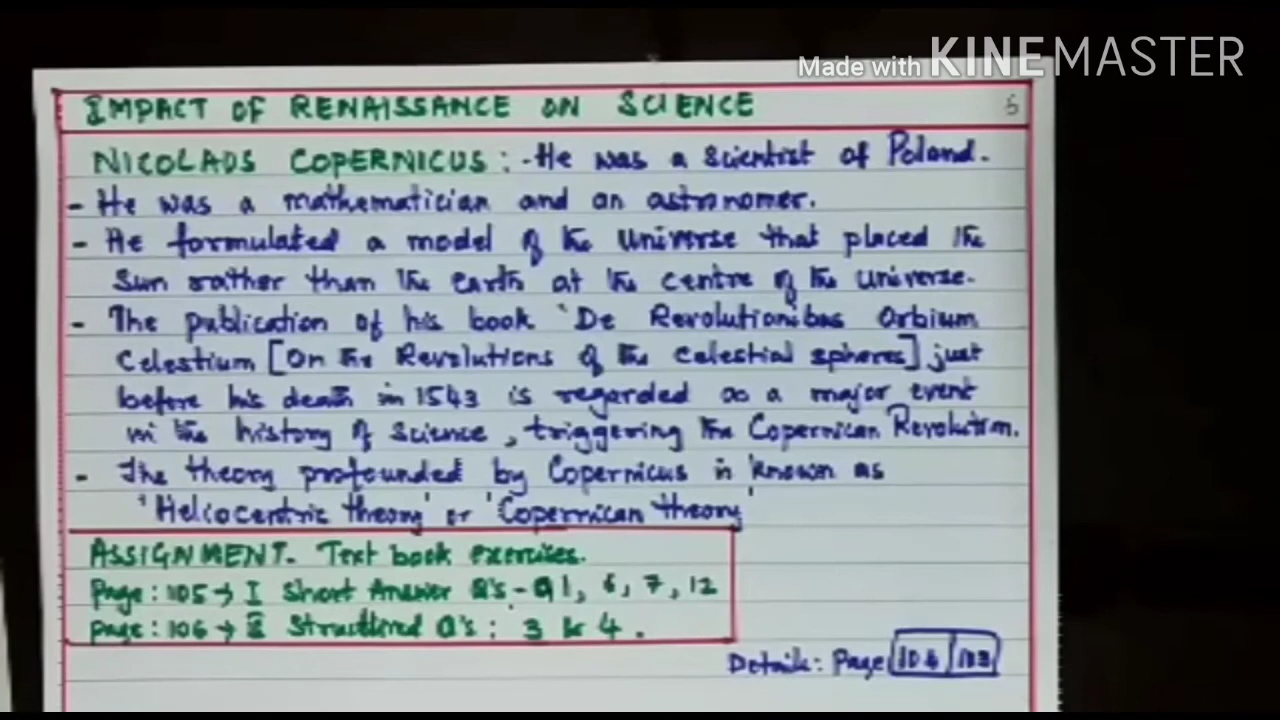 Made with KINEMASTER
IMPACT OF RENAISSANCE ON SCIENCE 5
NICOLAUS COPERNICUS : - He was a scientist of Poland.
- He was a mathematician and an astronomer.
- He formulated a model of the universe that placed the
Sun rather than the earth at the centre of the universe.
- The publication of his book 'De Revolutionibus Orbium
Celestium [On the Revolutions of the celestial spheres] just
before his death in 1543 is regarded as a major event
in the history of science, triggering the Copernican Revolution.
- The theory profounded by Copernicus is known as
'Heliocentric theory' or 'Copernican theory'
ASSIGNMENT. Text book exercises.
Page: 105 → I Short Answer Q's - Q1, 6, 7, 12
Page: 106 → II Structured Q's : 3 & 4.
Details: Page